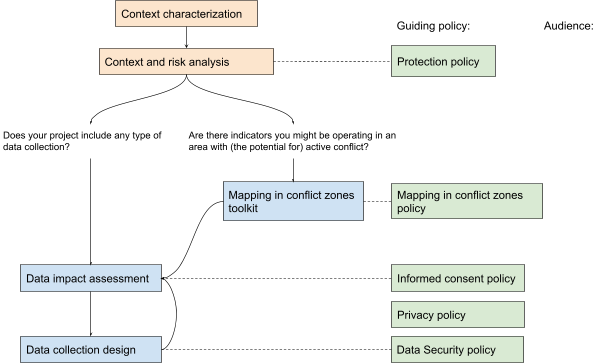 Context characterization
Guiding policy:
Audience:
Context and risk analysis
Protection policy
Does your project include any type of
data collection?
Are there indicators you might be operating in an
area with (the potential for) active conflict?
Mapping in conflict zones
toolkit
Mapping in conflict zones
policy
Data impact assessment
Informed consent policy
Privacy policy
Data collection design
Data Security policy